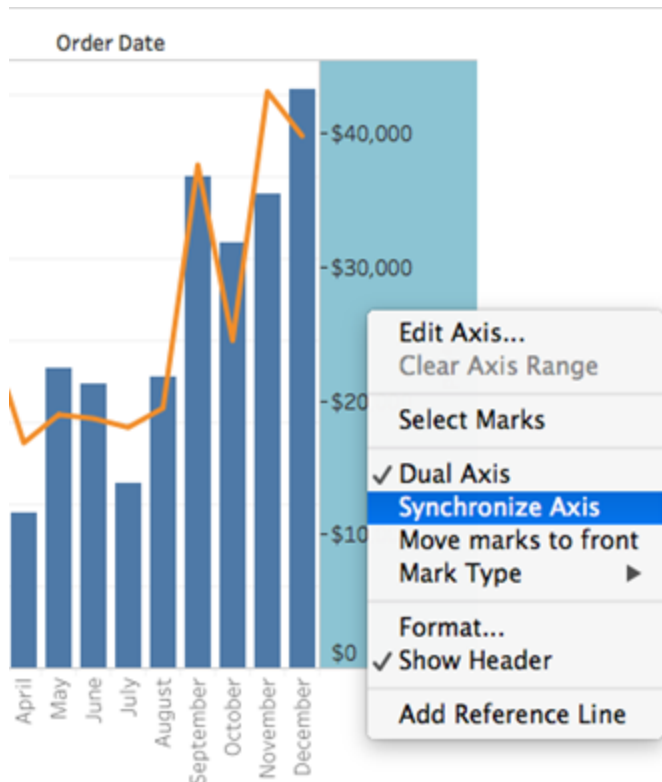 Order Date
$40,000
$30,000
$20
$10
$0
Edit Axis...
Clear Axis Range
Select Marks
✓ Dual Axis
Synchronize Axis
Move marks to front
Mark Type ▶
Format...
✓ Show Header
Add Reference Line
April
May
June
July
August
September
October
November
December